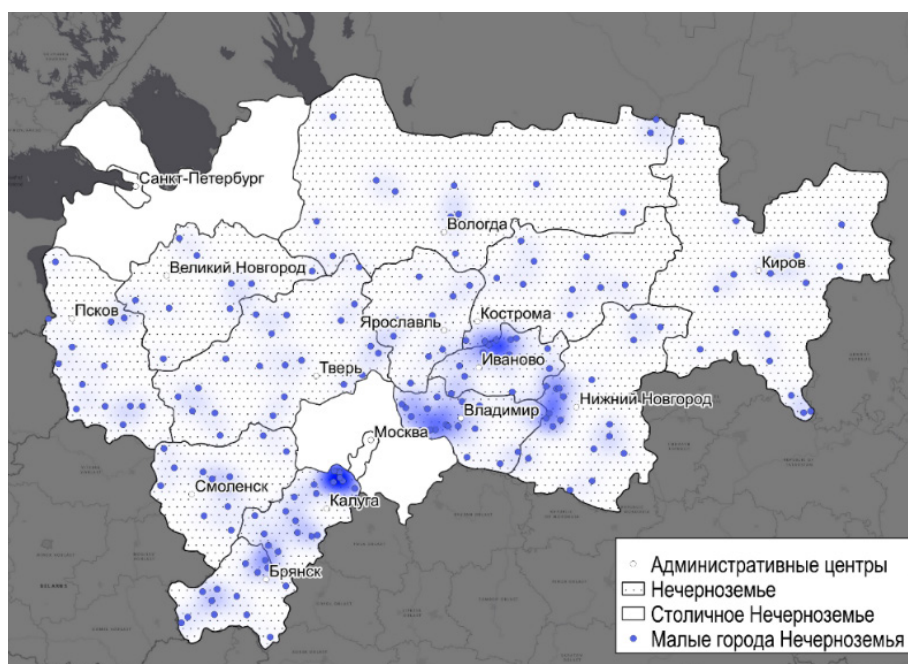 Санкт-Петербург
Вологда
Великий Новгород
Киров
Псков
Кострома
Ярославль
Иваново
Тверь
Нижний Новгород
Владимир
Москва
Смоленск
Калуга
Брянск
Административные центры
Нечерноземье
Столичное Нечерноземье
Малые города Нечерноземья